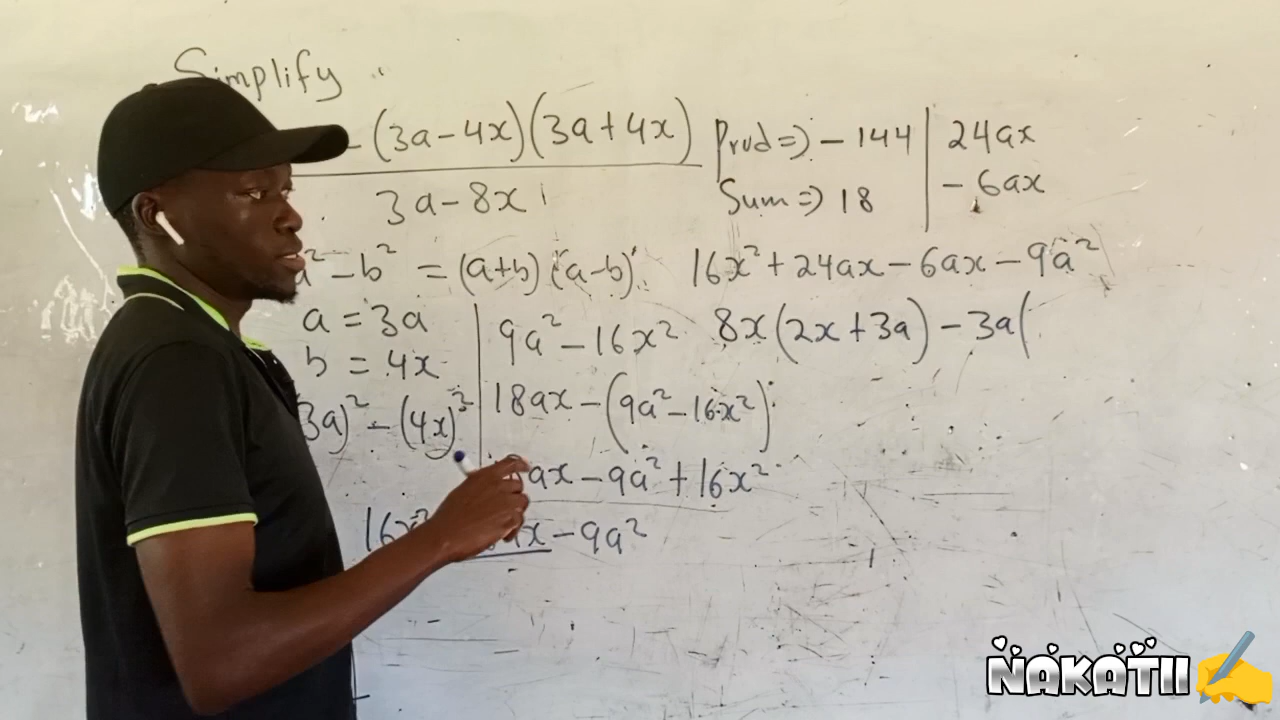 Simplify
- (3a - 4x)(3a + 4x)
3a - 8x
Prod => - 144
24ax
Sum => 18
- 6ax
a² - b² = (a+b) (a-b)
16x² + 24ax - 6ax - 9a²
a = 3a
b = 4x
3a)² - (4x)²
9a² - 16x²
8x(2x + 3a) - 3a(
18ax - (9a² - 16x²)
ax - 9a² + 16x²
16x²
x - 9a²
NAKATII